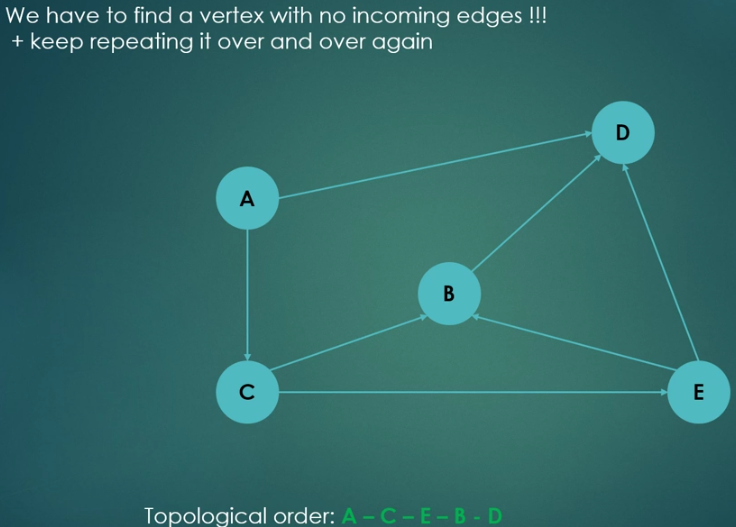 We have to find a vertex with no incoming edges !!!
+ keep repeating it over and over again
D
A
B
C
E
Topological order: A – C – E – B - D